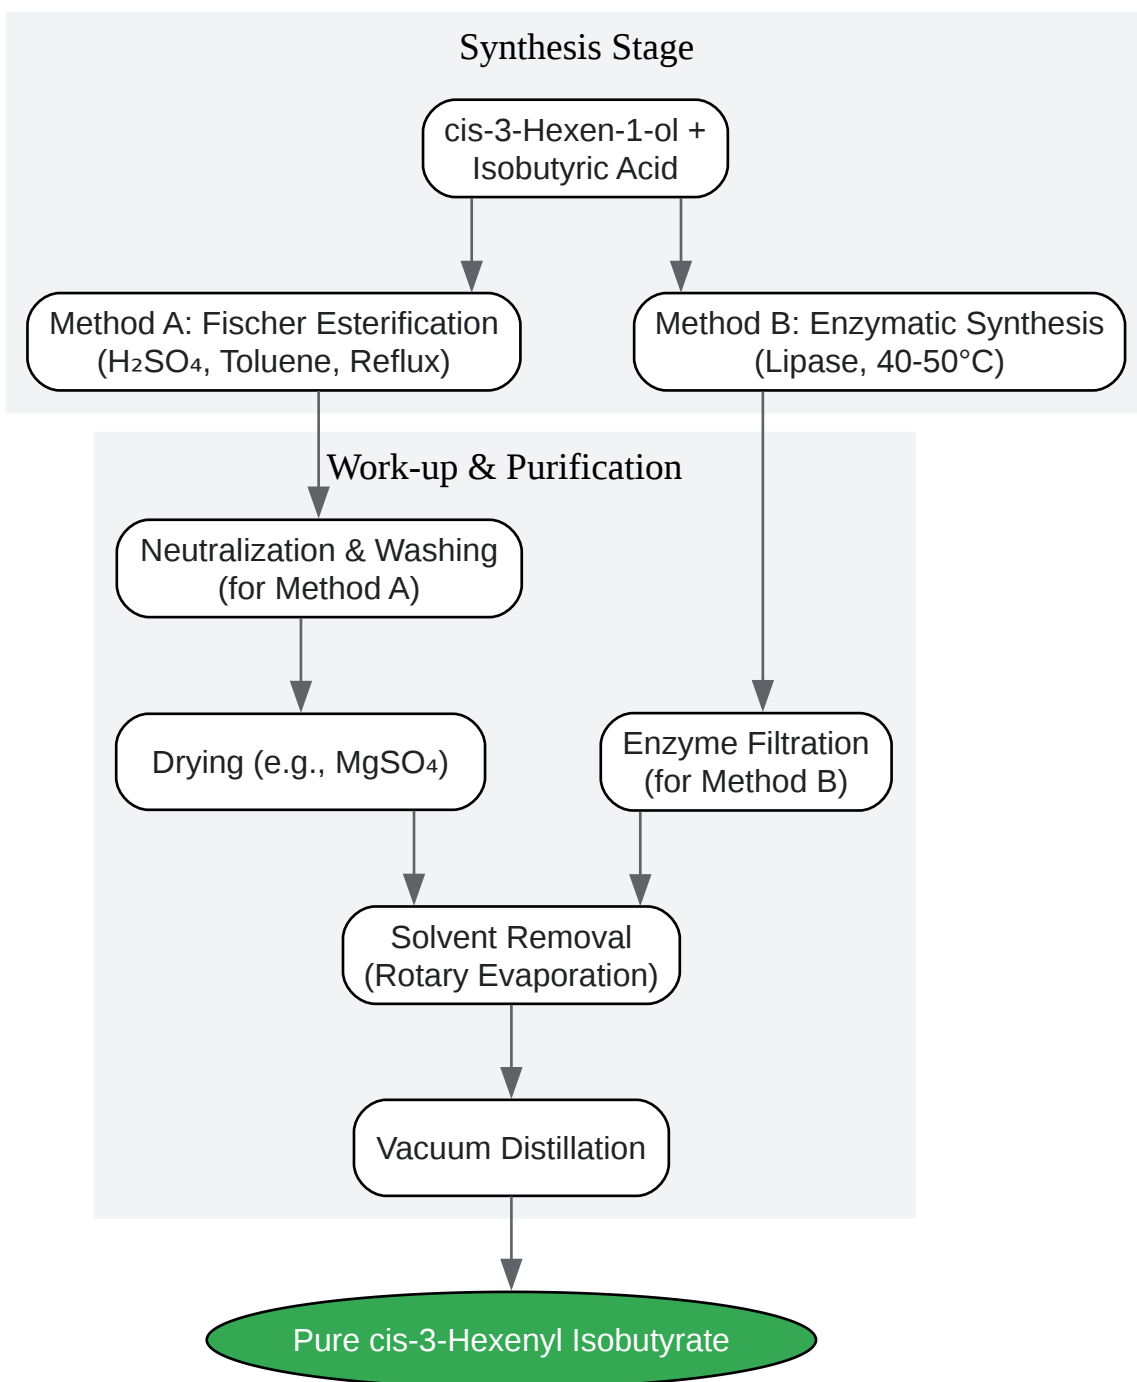 Synthesis Stage
cis-3-Hexen-1-ol +
Isobutyric Acid
Method A: Fischer Esterification
(H₂SO₄, Toluene, Reflux)
Method B: Enzymatic Synthesis
(Lipase, 40-50°C)
Work-up & Purification
Neutralization & Washing
(for Method A)
Drying (e.g., MgSO₄)
Enzyme Filtration
(for Method B)
Solvent Removal
(Rotary Evaporation)
Vacuum Distillation
Pure cis-3-Hexenyl Isobutyrate